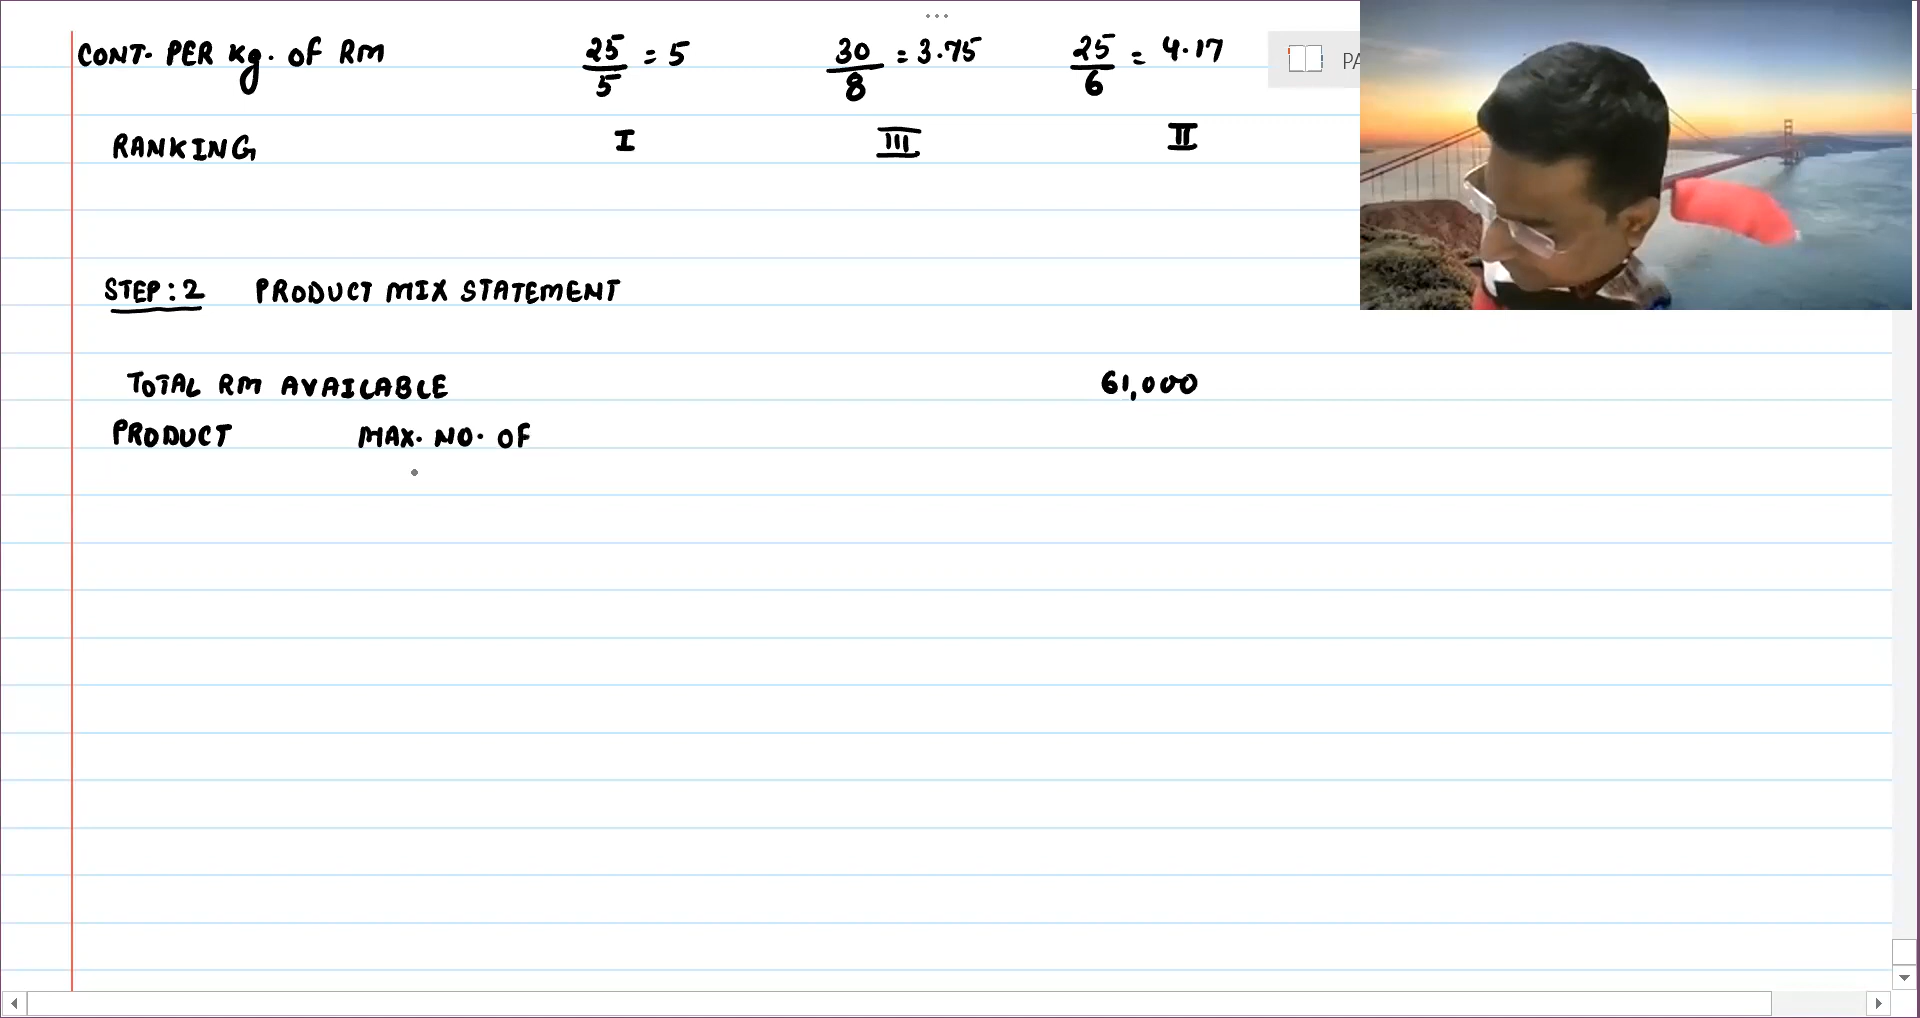 CONT. PER kg. of RM 25/5 = 5 30/8 = 3.75 25/6 = 4.17 PA
RANKING I III II
STEP:2 PRODUCT MIX STATEMENT
TOTAL RM AVAILABLE 61,000
PRODUCT MAX. NO. OF